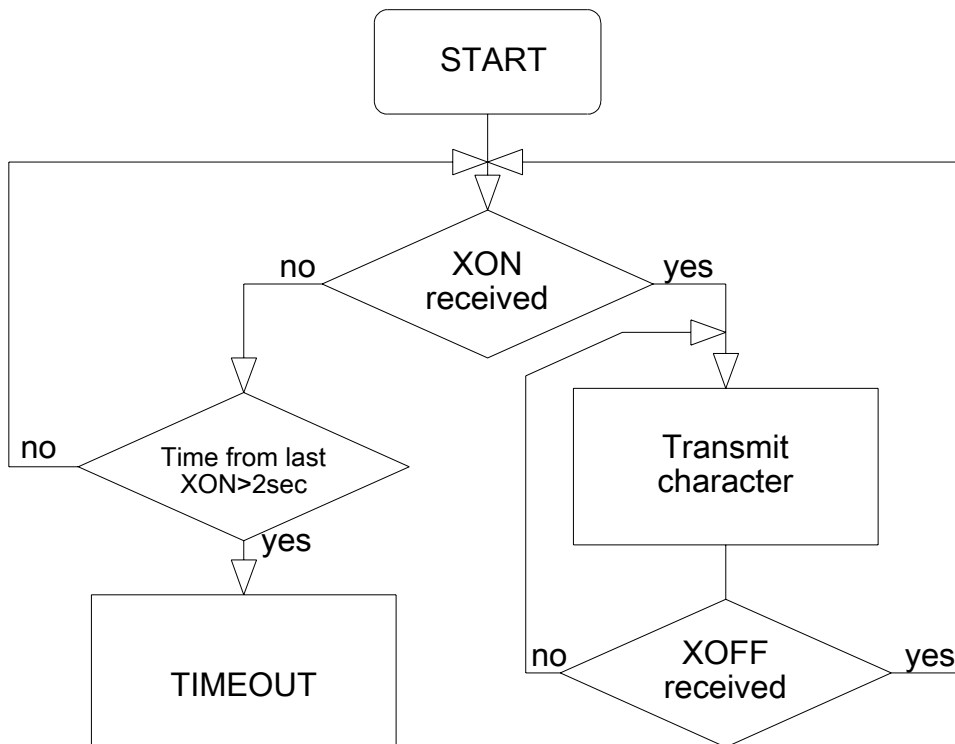 START
no
XON
received
yes
no
Time from last
XON>2sec
yes
Transmit
character
TIMEOUT
no
XOFF
received
yes